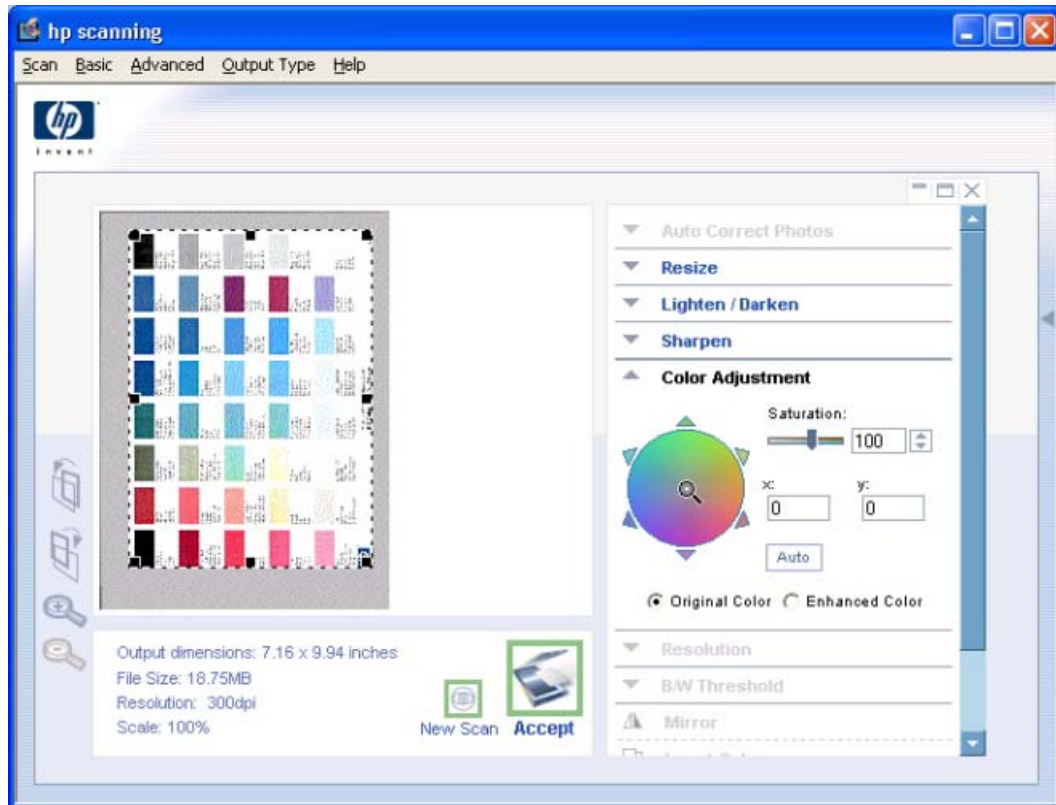 hp scanning
Scan Basic Advanced Output Type Help
hp
invent
Auto Correct Photos
Resize
Lighten / Darken
Sharpen
Color Adjustment
Saturation:
100
x: y:
0 0
Auto
Original Color Enhanced Color
Resolution
B/W Threshold
Mirror
Output dimensions: 7.16 x 9.94 inches
File Size: 18.75MB
Resolution: 300dpi
Scale: 100%
New Scan Accept